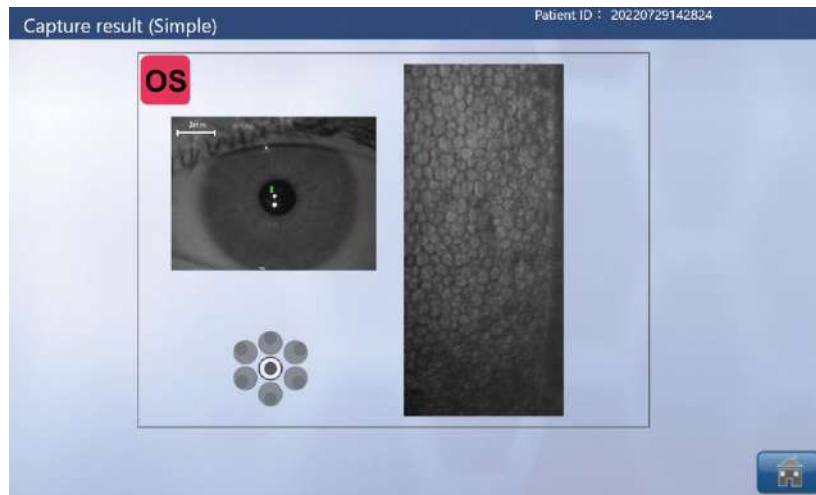 Capture result (Simple)
Patient ID : 20220729142824
OS